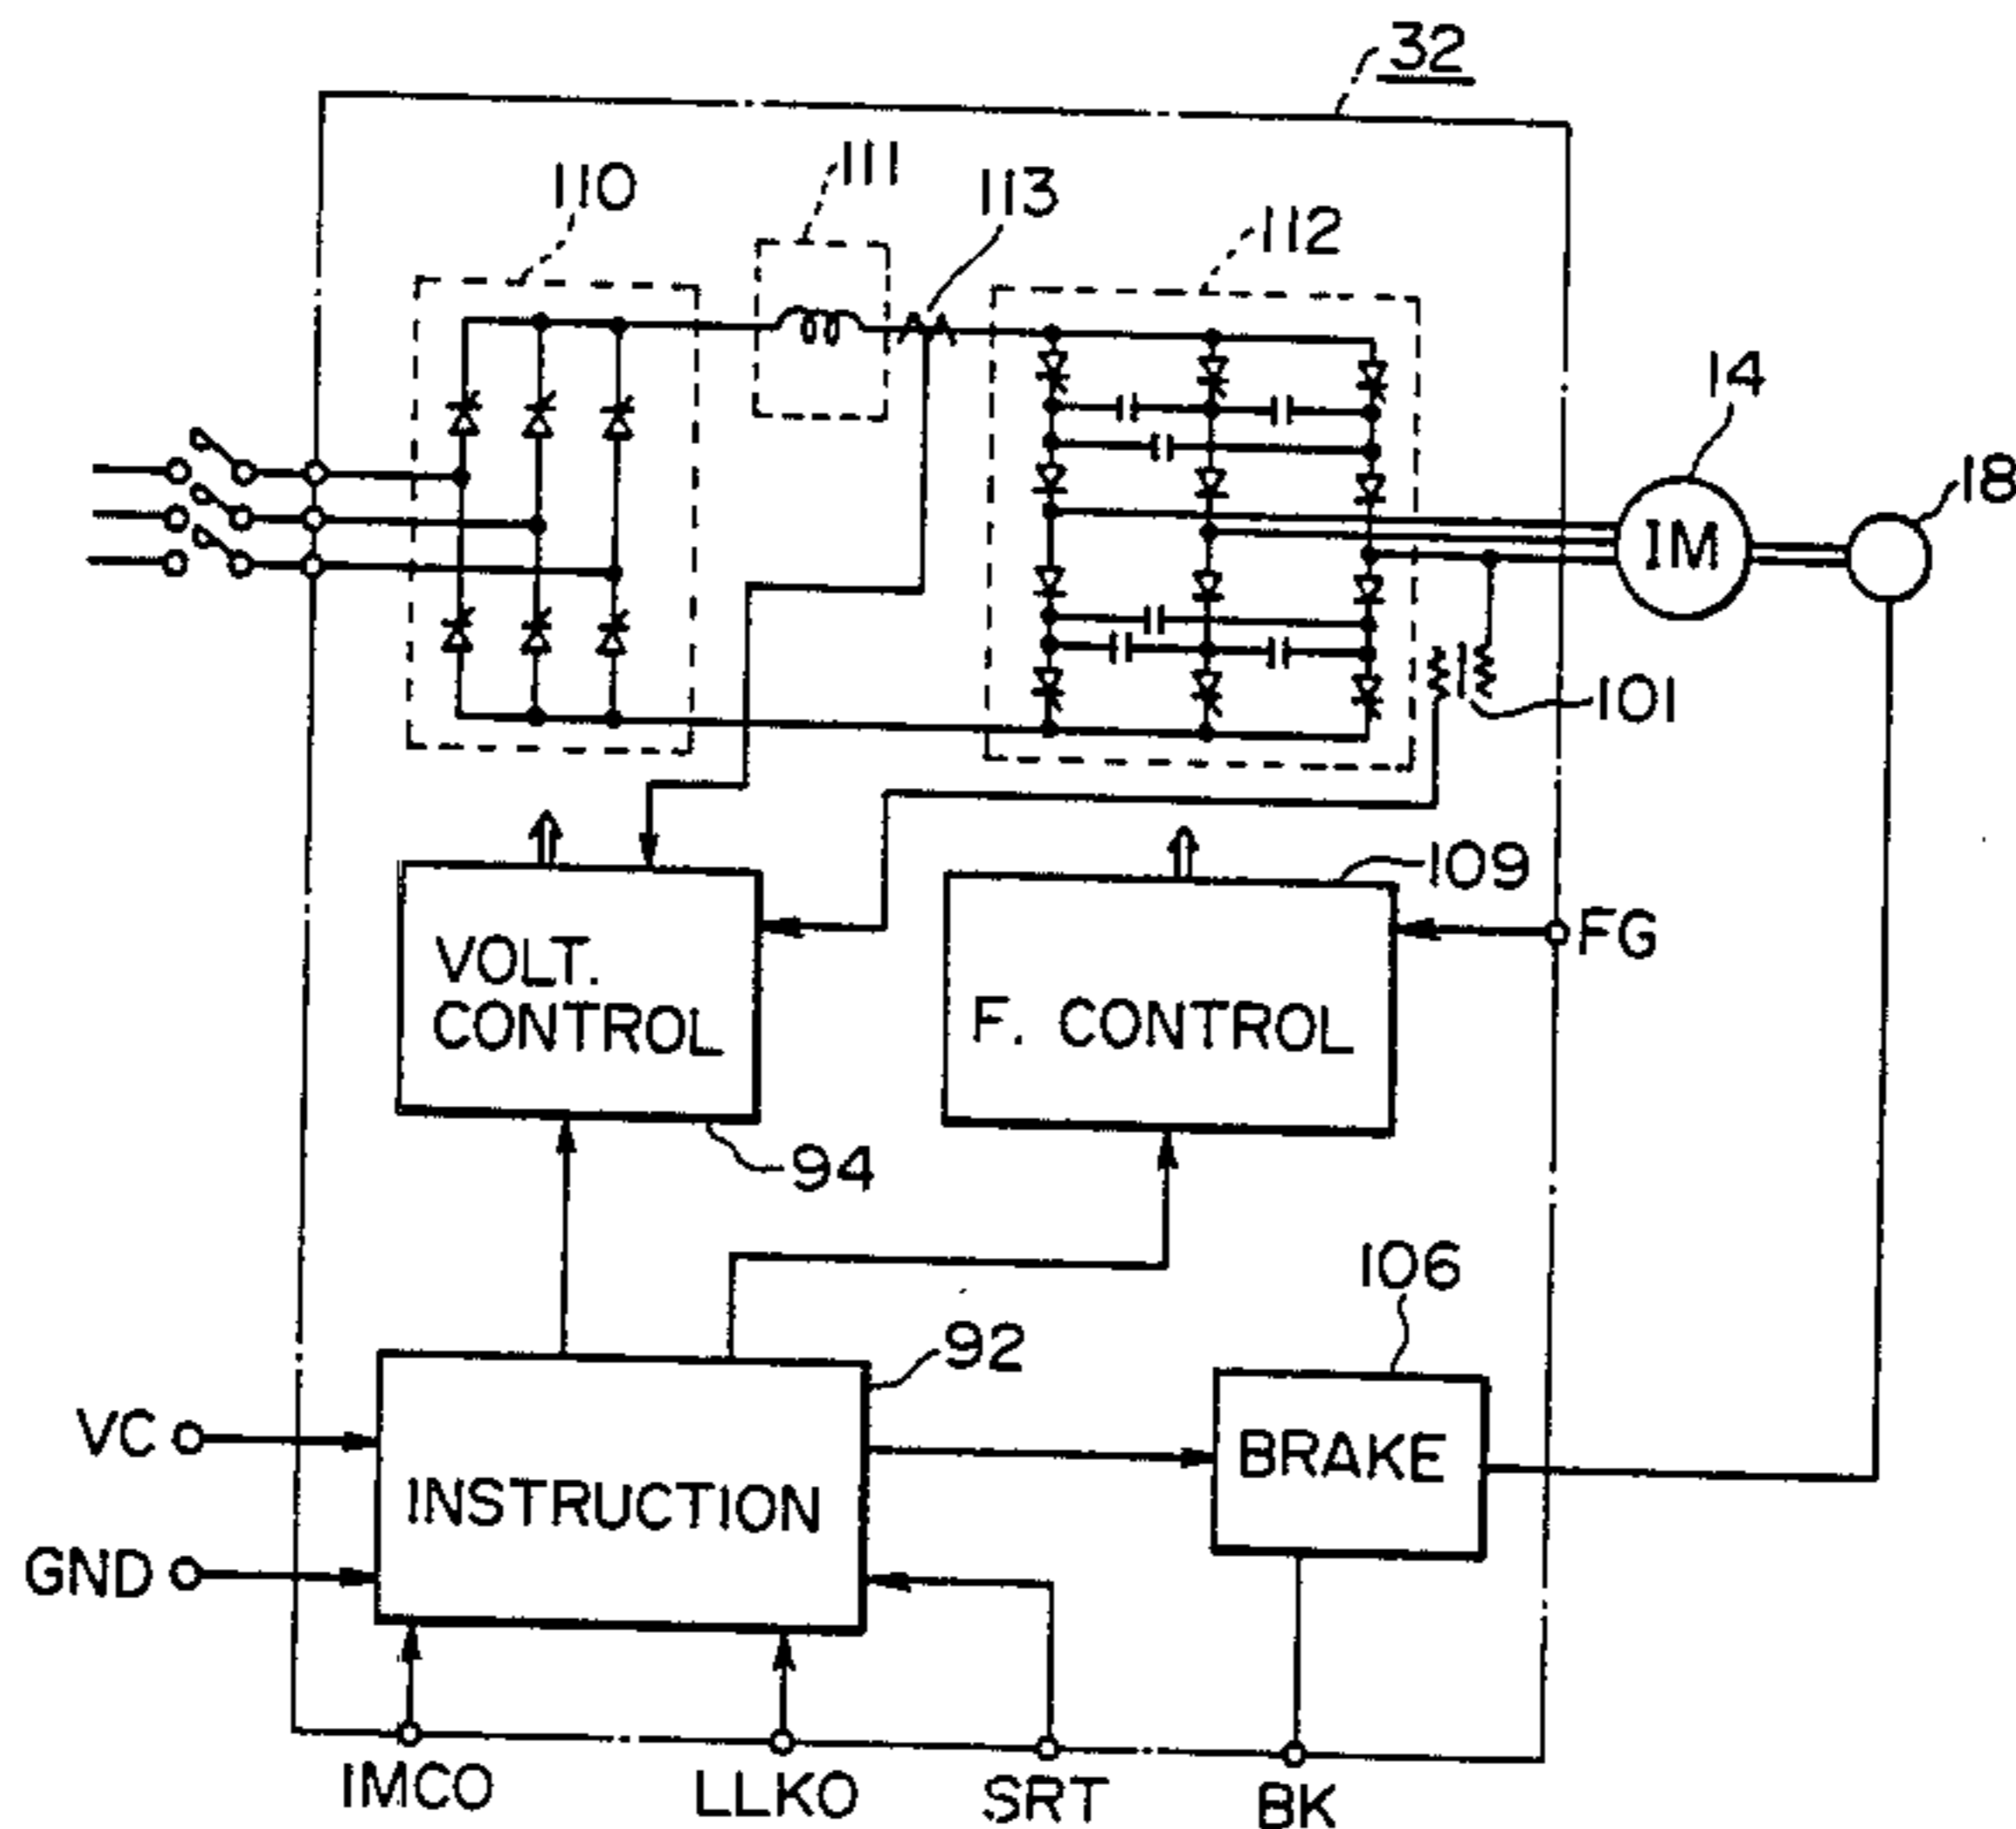 32
111
110
113
112
14
18
IM
101
109
FG
VOLT.
CONTROL
F. CONTROL
94
106
92
VC
BRAKE
INSTRUCTION
GND
IMCO
LLKO
SRT
BK